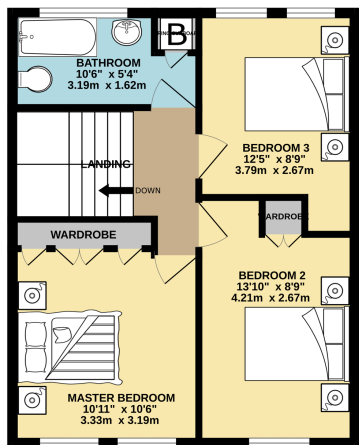 B
BATHROOM
10'6" x 5'4"
3.19m x 1.62m
BEDROOM 3
12'5" x 8'9"
3.79m x 2.67m
LANDING
DOWN
WARDROBE
WARDROBE
BEDROOM 2
13'10" x 8'9"
4.21m x 2.67m
MASTER BEDROOM
10'11" x 10'6"
3.33m x 3.19m